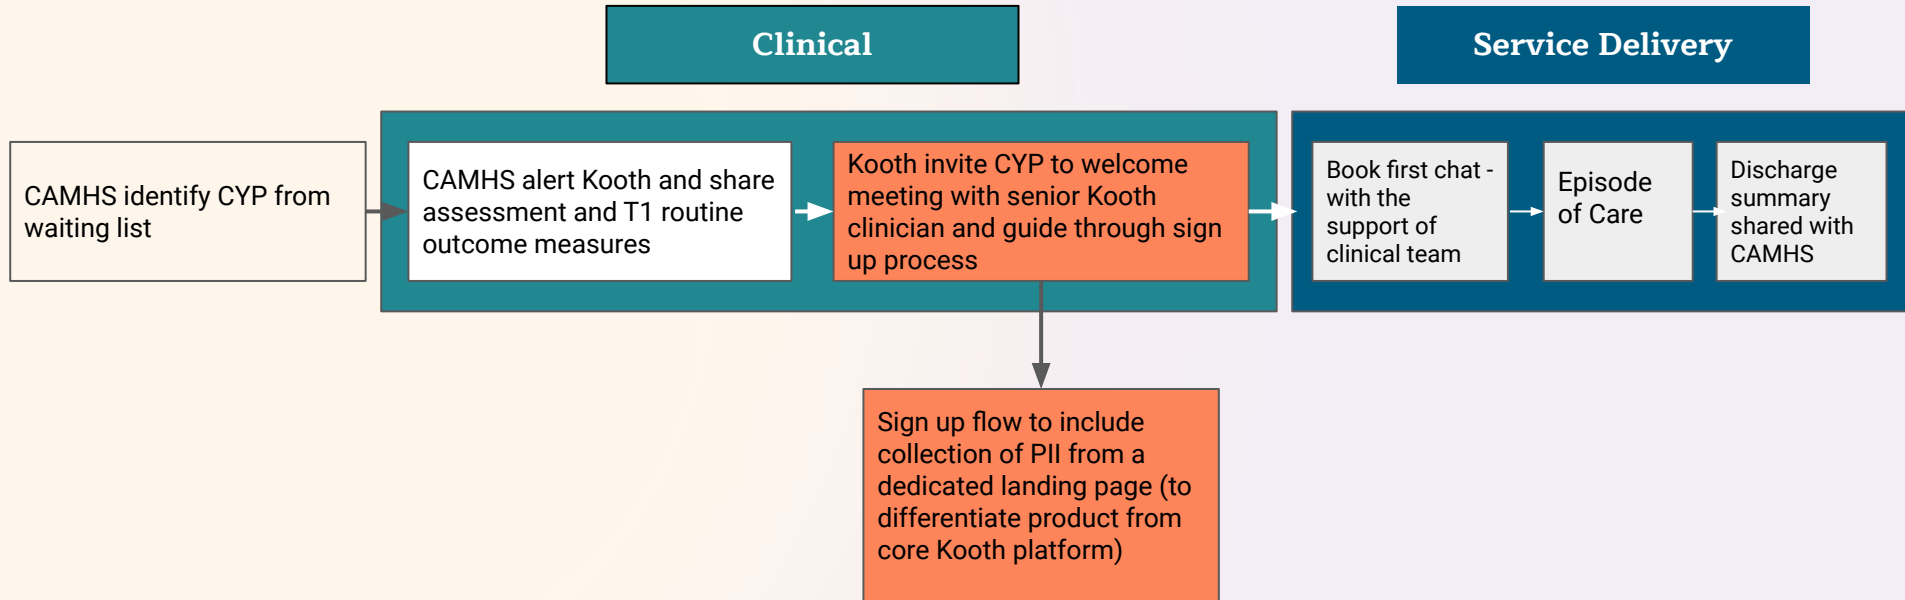 Clinical
Service Delivery
CAMHS identify CYP from
waiting list
CAMHS alert Kooth and share
assessment and T1 routine
outcome measures
Kooth invite CYP to welcome
meeting with senior Kooth
clinician and guide through sign
up process
Book first chat -
with the
support of
clinical team
Episode
of Care
Discharge
summary
shared with
CAMHS
Sign up flow to include
collection of PII from a
dedicated landing page (to
differentiate product from
core Kooth platform)